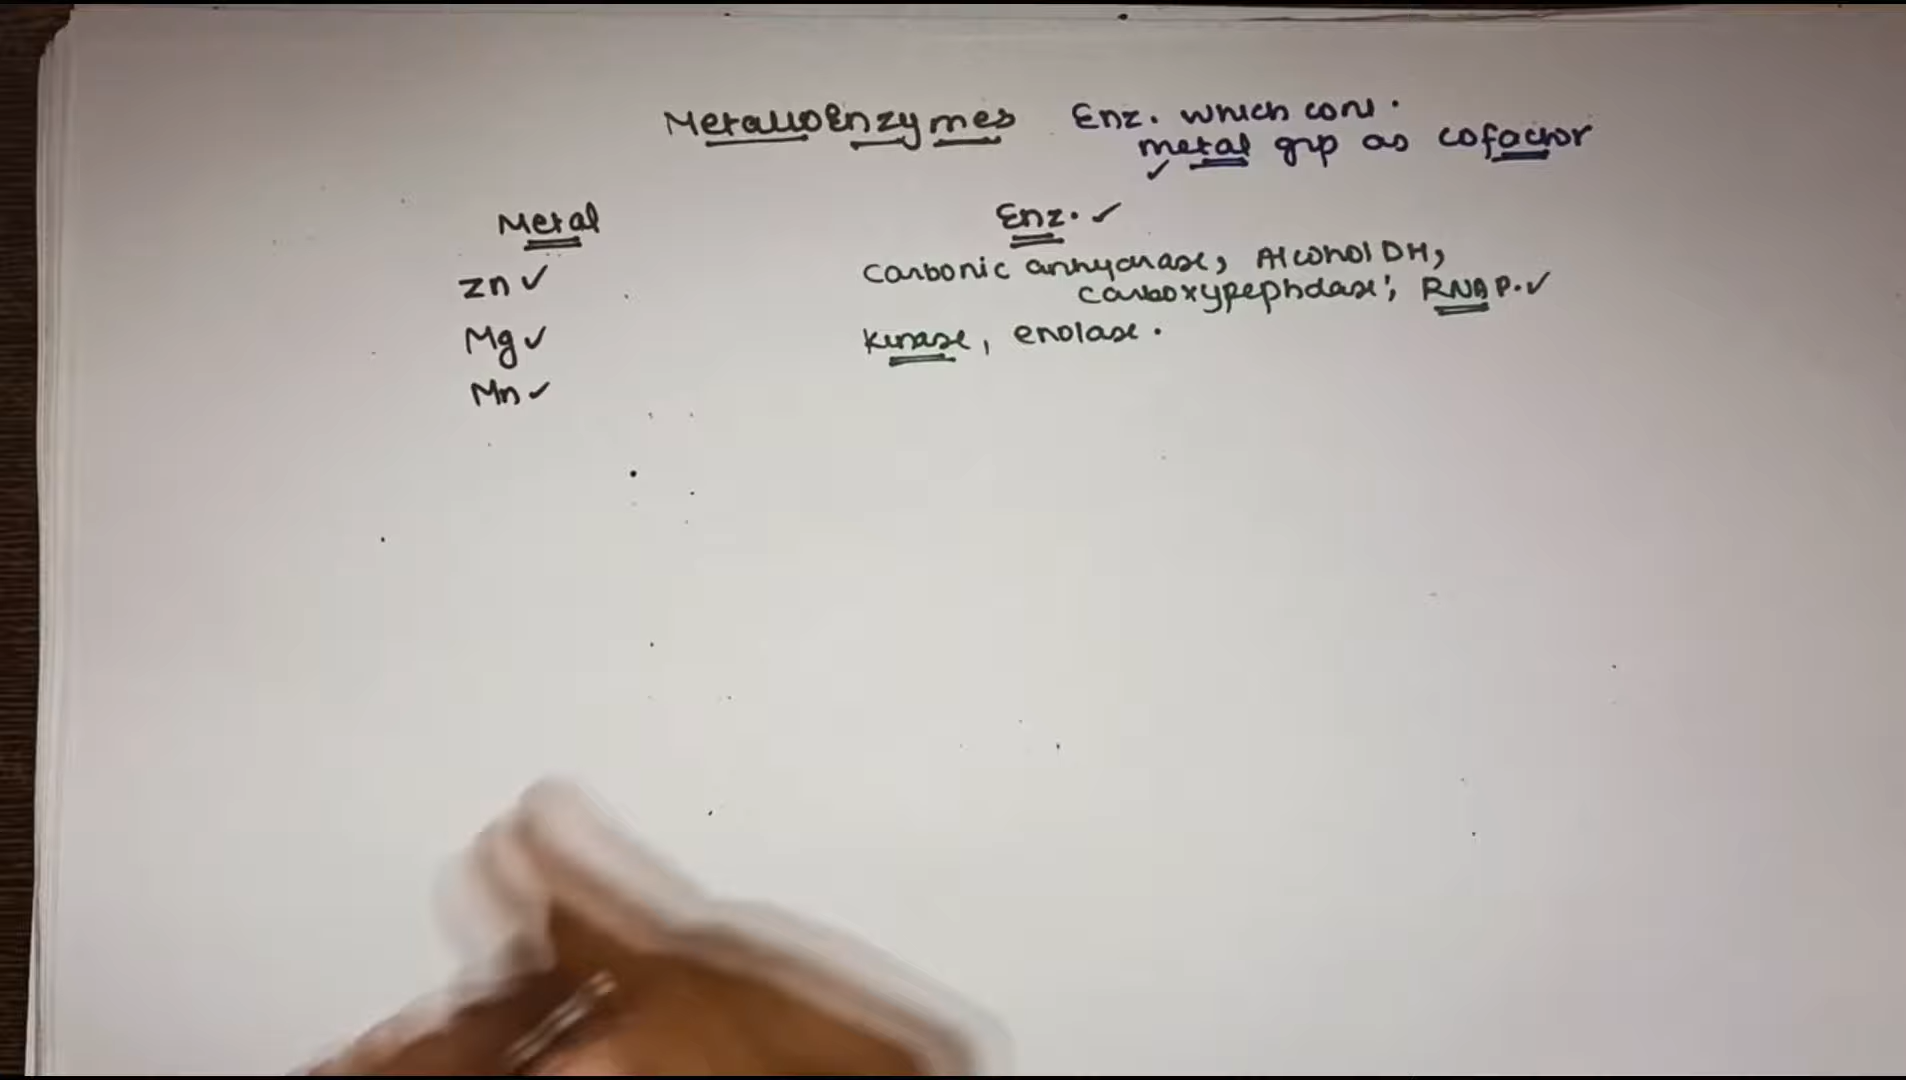 MetalloEnzymes Enz. which cont.
metal grp as cofactor
Metal Enz.
Zn Carbonic anhydrase, Alcohol DH,
carboxypeptidase, RNAP.
Mg Kinase, enolase.
Mn